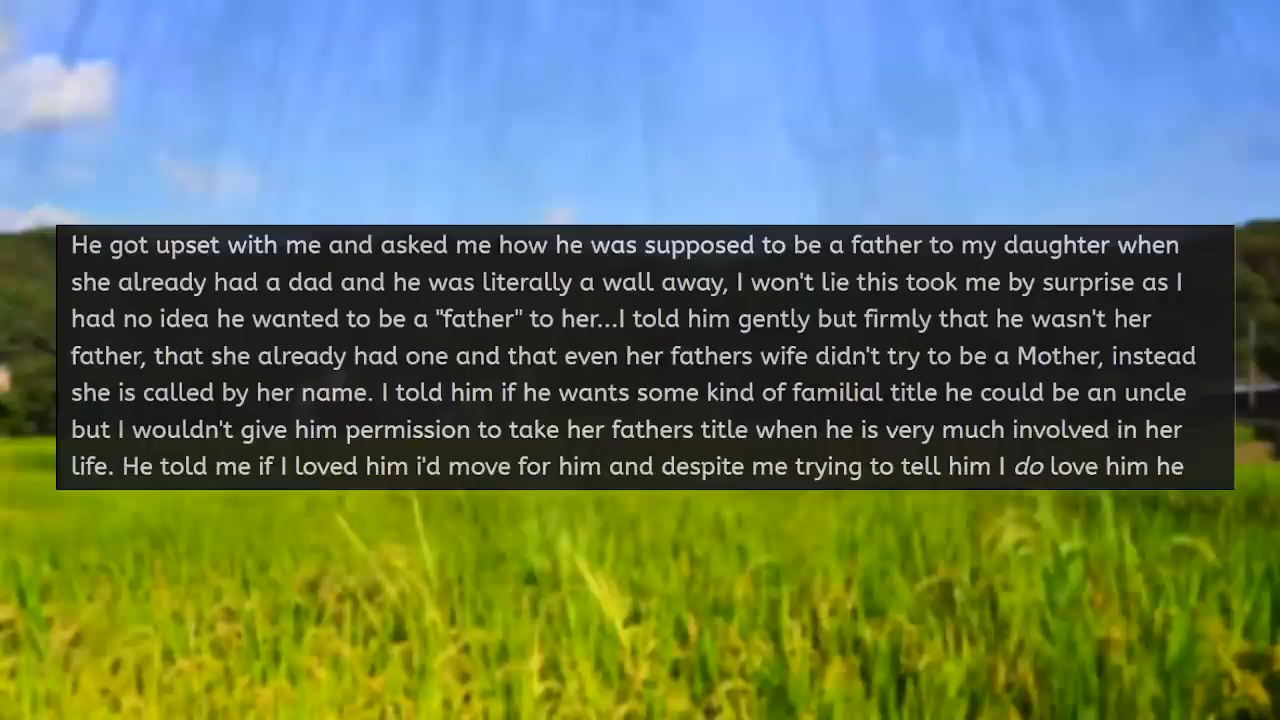 He got upset with me and asked me how he was supposed to be a father to my daughter when
she already had a dad and he was literally a wall away, I won't lie this took me by surprise as I
had no idea he wanted to be a "father" to her...I told him gently but firmly that he wasn't her
father, that she already had one and that even her fathers wife didn't try to be a Mother, instead
she is called by her name. I told him if he wants some kind of familial title he could be an uncle
but I wouldn't give him permission to take her fathers title when he is very much involved in her
life. He told me if I loved him i'd move for him and despite me trying to tell him I do love him he